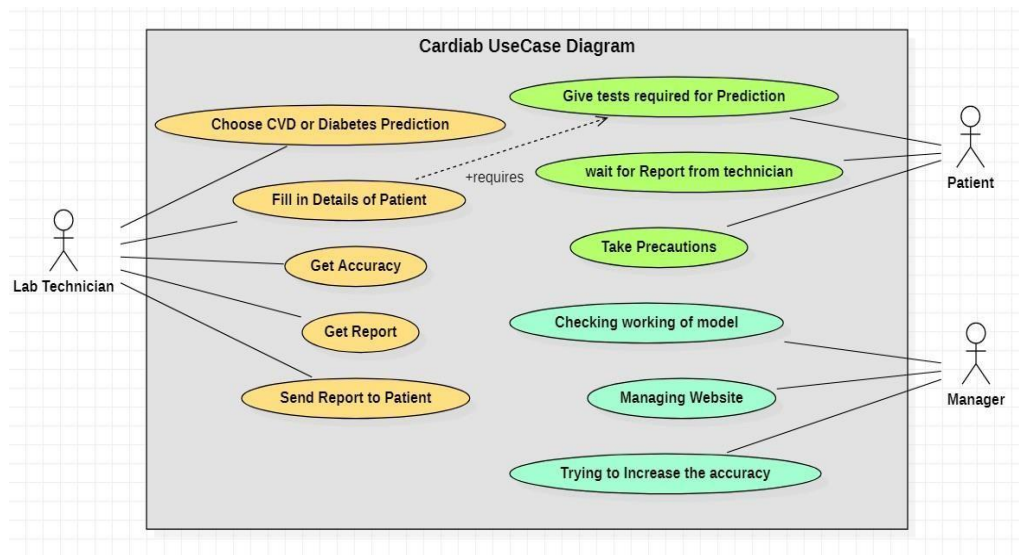 Cardiab UseCase Diagram
Choose CVD or Diabetes Prediction
Fill in Details of Patient
Get Accuracy
Get Report
Send Report to Patient
Lab Technician
+requires
Give tests required for Prediction
wait for Report from technician
Take Precautions
Patient
Checking working of model
Managing Website
Trying to Increase the accuracy
Manager